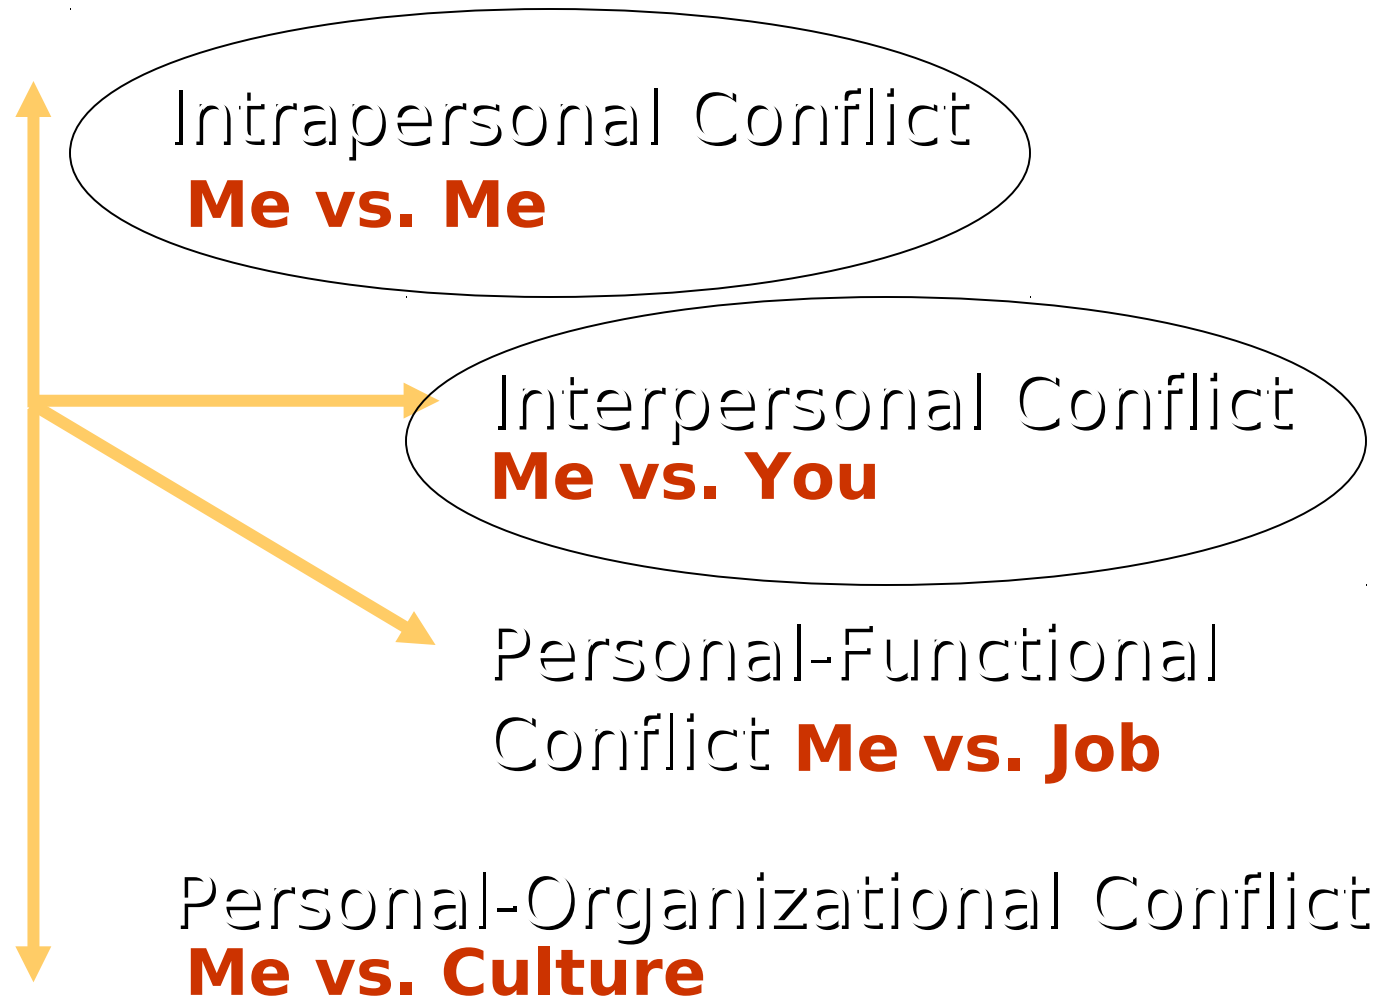 Intrapersonal Conflict
Me vs. Me
Interpersonal Conflict
Me vs. You
Personal-Functional
Conflict Me vs. Job
Personal-Organizational Conflict
Me vs. Culture